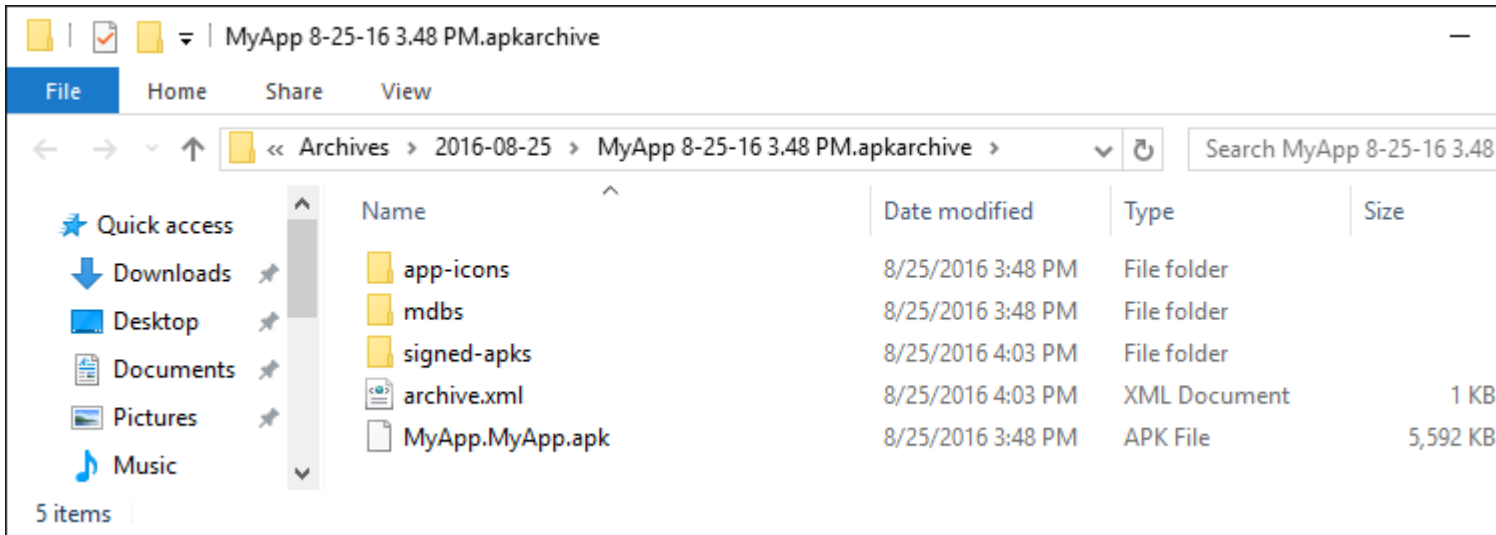 MyApp 8-25-16 3.48 PM.apkarchive
File Home Share View
« Archives > 2016-08-25 > MyApp 8-25-16 3.48 PM.apkarchive > Search MyApp 8-25-16 3.48
Name Date modified Type Size
Quick access
Downloads
Desktop
Documents
Pictures
Music
app-icons 8/25/2016 3:48 PM File folder
mdbs 8/25/2016 3:48 PM File folder
signed-apks 8/25/2016 4:03 PM File folder
archive.xml 8/25/2016 4:03 PM XML Document 1 KB
MyApp.MyApp.apk 8/25/2016 3:48 PM APK File 5,592 KB
5 items